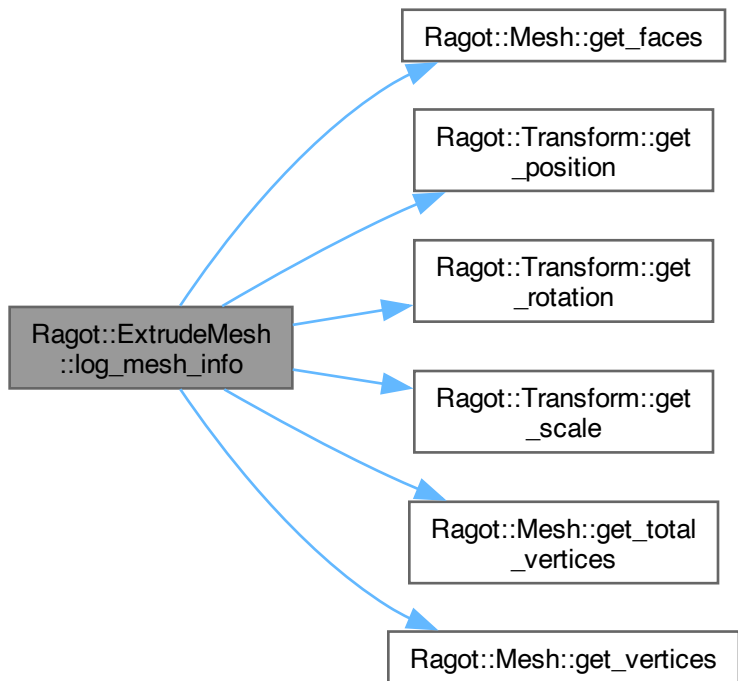 Ragot::Mesh::get_faces
Ragot::Transform::get
_position
Ragot::Transform::get
_rotation
Ragot::ExtrudeMesh
::log_mesh_info
Ragot::Transform::get
_scale
Ragot::Mesh::get_total
_vertices
Ragot::Mesh::get_vertices